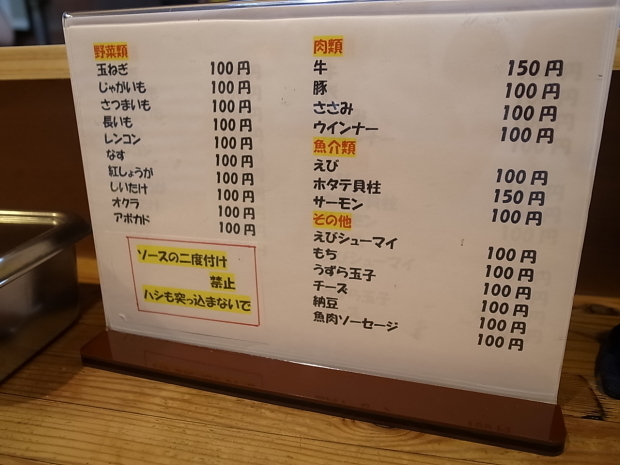 野菜類
玉ねぎ 100円
じゃがいも 100円
さつまいも 100円
長いも 100円
レンコン 100円
なす 100円
紅しょうが 100円
しいたけ 100円
オクラ 100円
アボカド 100円
ソースの二度付け
禁止
ハシも突っ込まないで
肉類
牛 150円
豚 100円
ささみ 100円
ウインナー 100円
魚介類
えび 100円
ホタテ貝柱 150円
サーモン 100円
その他
えびシューマイ 100円
もち 100円
うずら玉子 100円
チーズ 100円
納豆 100円
魚肉ソーセージ 100円